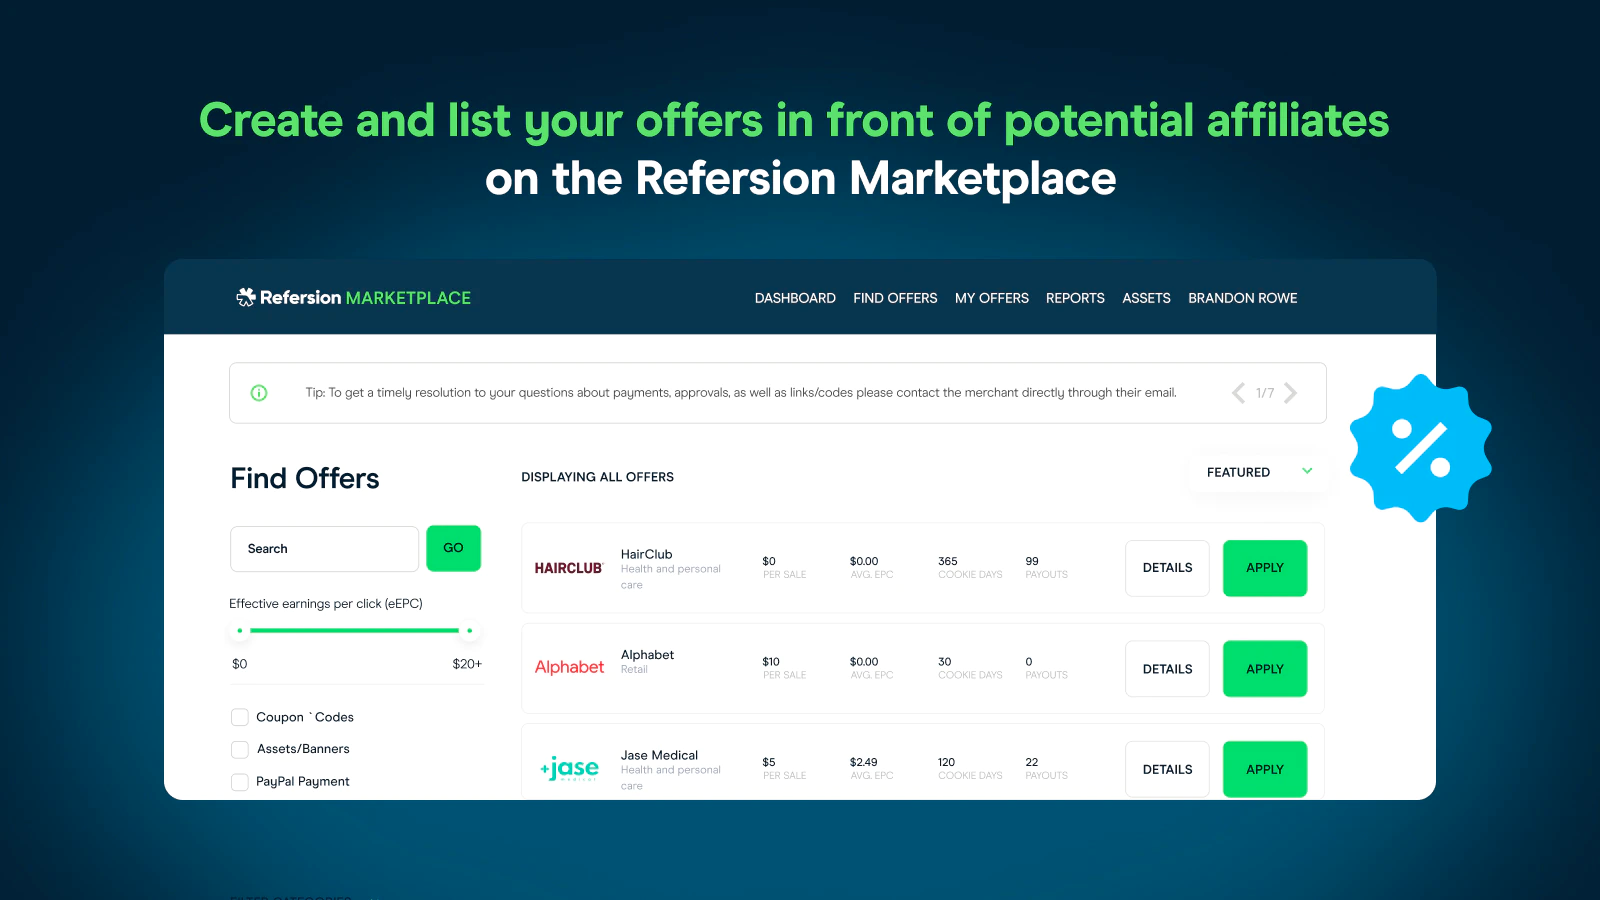 Create and list your offers in front of potential affiliates
on the Refersion Marketplace
Refersion MARKETPLACE
DASHBOARD FIND OFFERS MY OFFERS REPORTS ASSETS BRANDON ROWE
Tip: To get a timely resolution to your questions about payments, approvals, as well as links/codes please contact the merchant directly through their email.
1/7
Find Offers
Search
GO
Effective earnings per click (eEPC)
$0 $20+
Coupon `Codes
Assets/Banners
PayPal Payment
DISPLAYING ALL OFFERS
FEATURED
HAIRCLUB
HairClub
Health and personal
care
$0 $0.00 365 99
PER SALE AVG. EPC COOKIE DAYS PAYOUTS
DETAILS APPLY
Alphabet
Alphabet
Retail
$10 $0.00 30 0
PER SALE AVG. EPC COOKIE DAYS PAYOUTS
DETAILS APPLY
+jase
MEDICAL
Jase Medical
Health and personal
care
$5 $2.49 120 22
PER SALE AVG. EPC COOKIE DAYS PAYOUTS
DETAILS APPLY
%